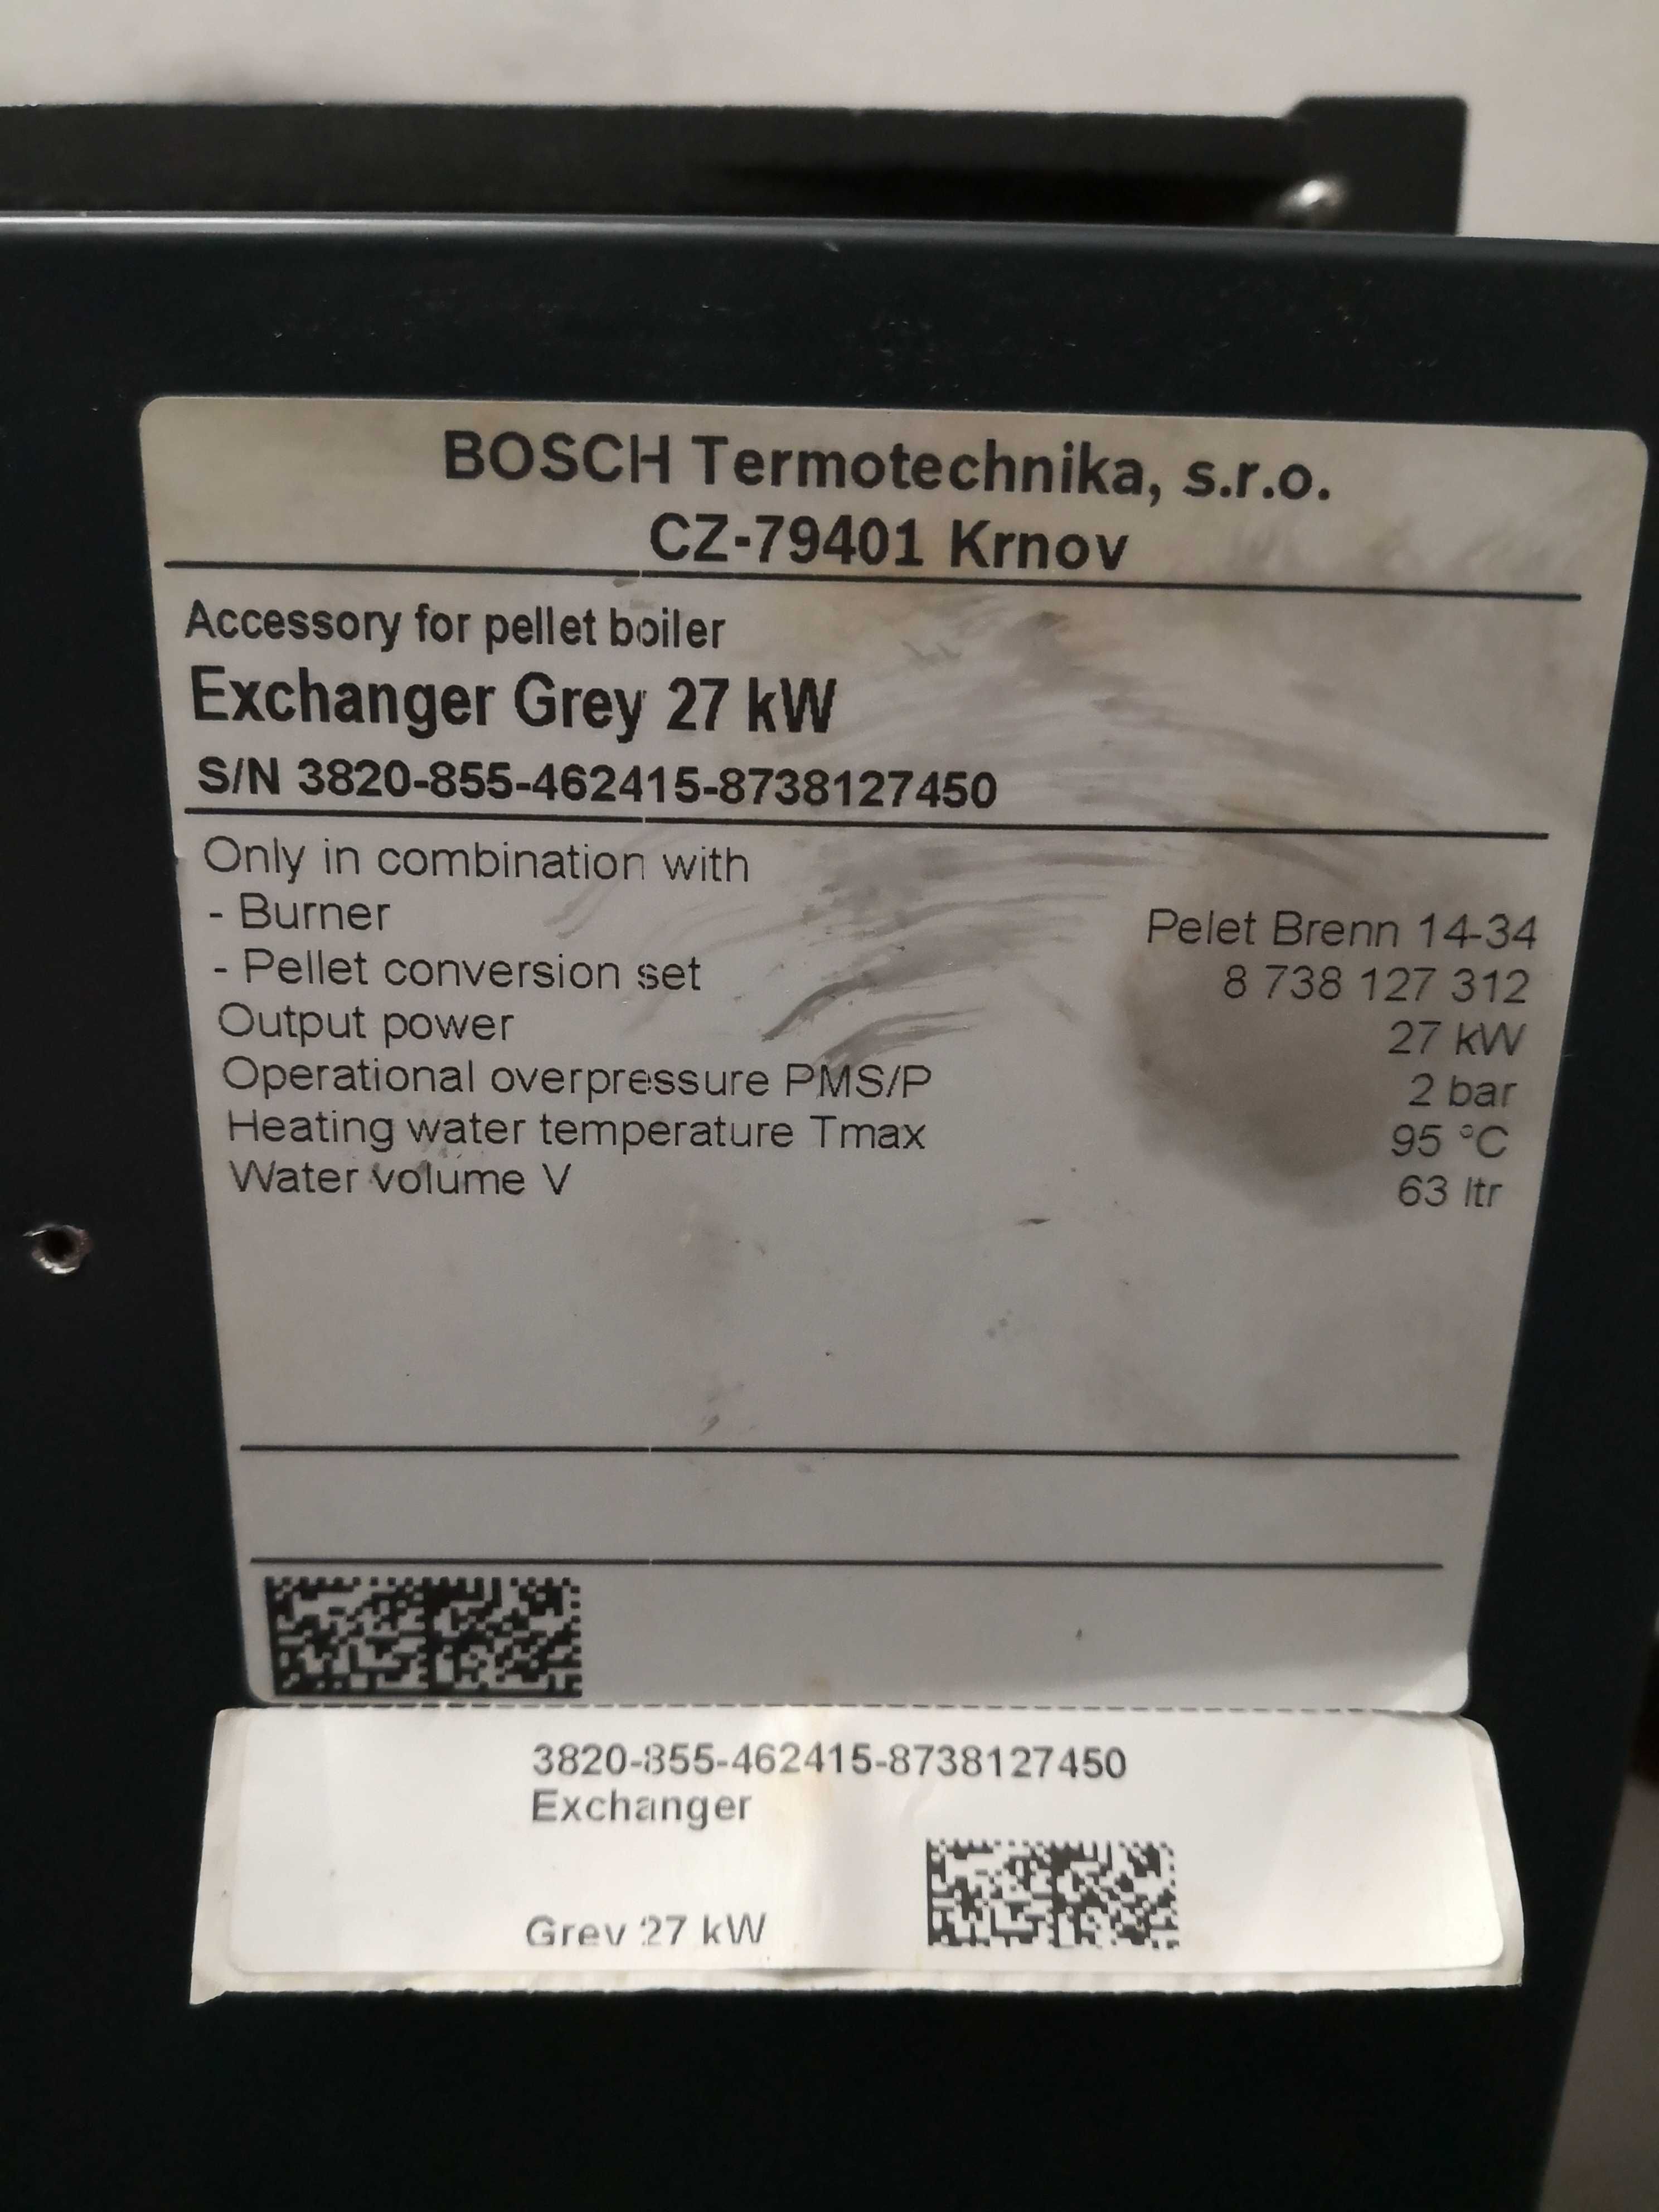 BOSCH Termotechnika, s.r.o.
CZ-79401 Krnov
Accessory for pellet boiler
Exchanger Grey 27 kW
S/N 3820-855-462415-8738127450
Only in combination with
- Burner Pelet Brenn 14-34
- Pellet conversion set 8 738 127 312
Output power 27 kW
Operational overpressure PMS/P 2 bar
Heating water temperature Tmax 95 °C
Water volume V 63 ltr
3820-855-462415-8738127450
Exchanger
Grey 27 kW